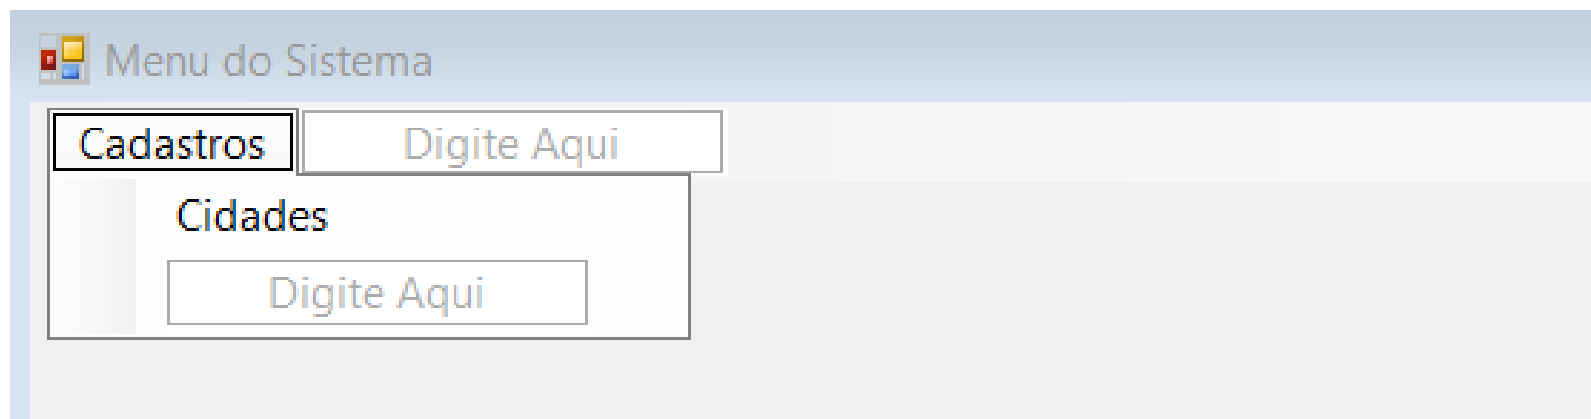 Menu do Sistema
Cadastros Digite Aqui
Cidades
Digite Aqui